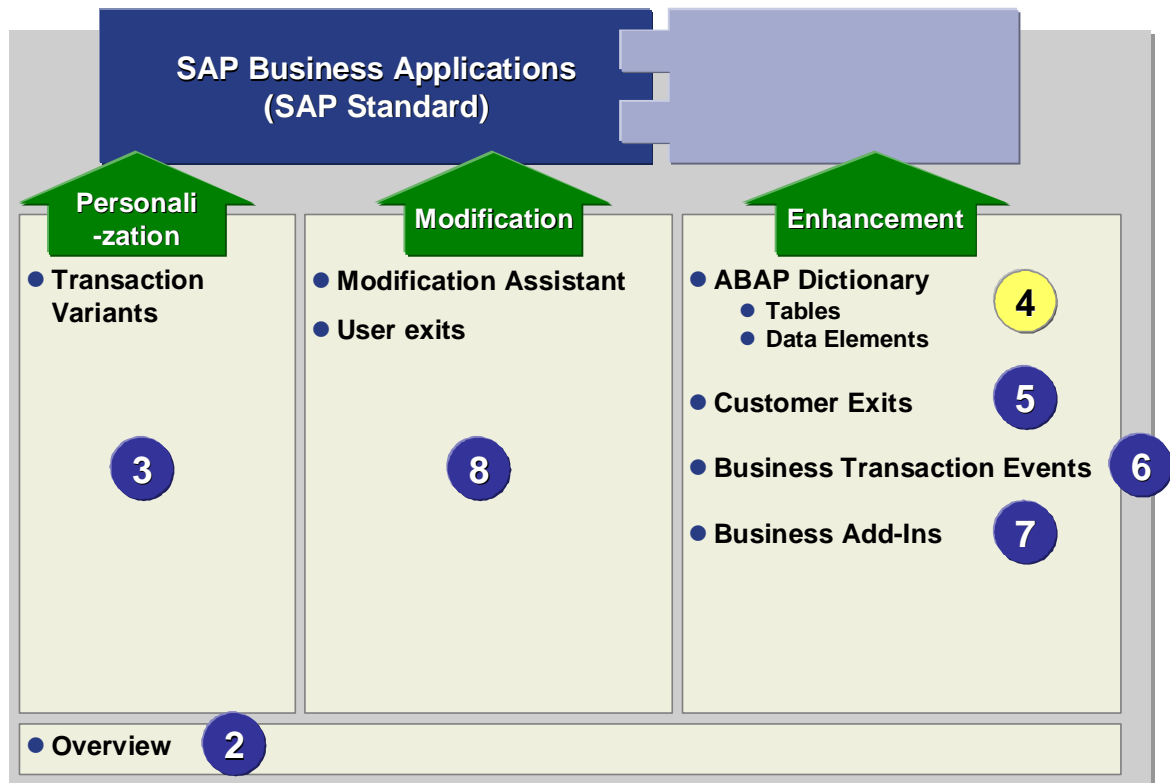 SAP Business Applications
(SAP Standard)
Personali
-zation
Modification
Enhancement
Transaction
Variants
3
Modification Assistant
User exits
8
ABAP Dictionary
Tables
Data Elements
4
Customer Exits
5
Business Transaction Events
6
Business Add-Ins
7
Overview
2